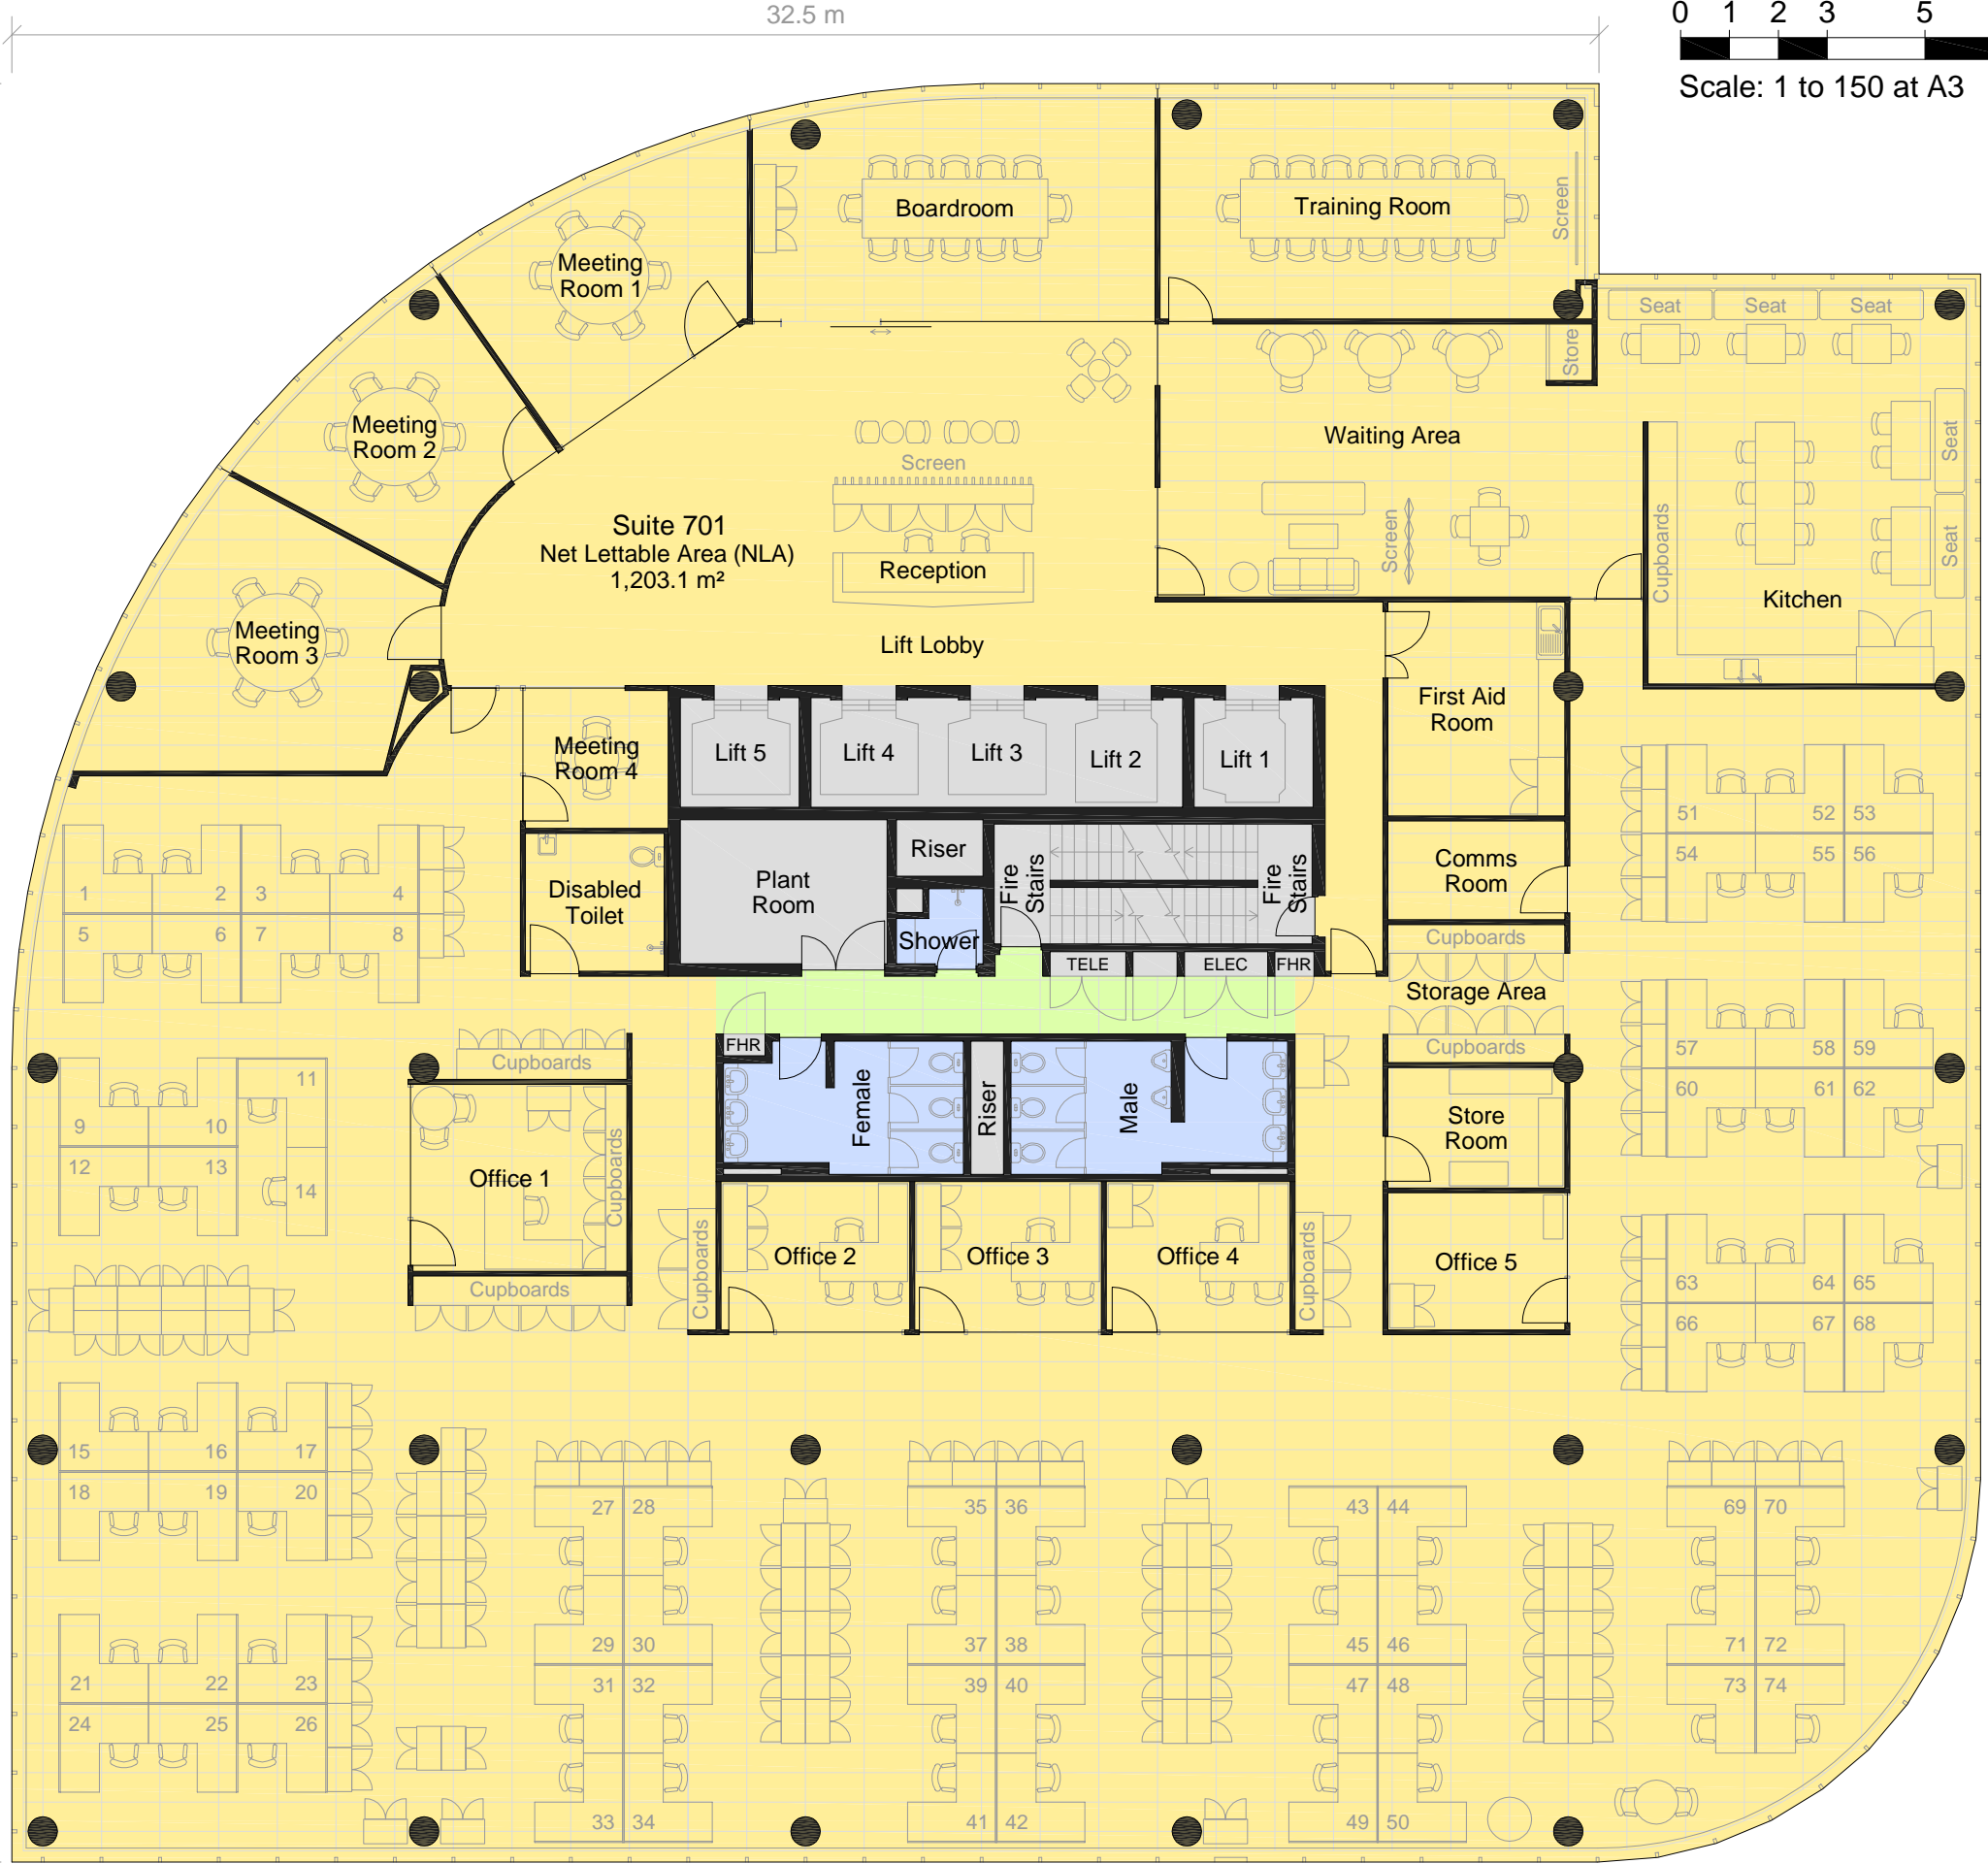 32.5 m
0 1 2 3 5
Scale: 1 to 150 at A3
Boardroom
Training Room
Screen
Meeting
Room 1
Seat
Seat
Seat
Store
Meeting
Room 2
Waiting Area
Screen
Seat
Suite 701
Net Lettable Area (NLA)
1,203.1 m²
Reception
Screen
Cupboards
Seat
Kitchen
Meeting
Room 3
Lift Lobby
First Aid
Room
Meeting
Room 4
Lift 5
Lift 4
Lift 3
Lift 2
Lift 1
51 52 53
54 55 56
1 2 3 4
5 6 7 8
Disabled
Toilet
Plant
Room
Riser
Shower
Fire
Stairs
Fire
Stairs
Comms
Room
Cupboards
Storage Area
Cupboards
TELE
ELEC
FHR
FHR
Cupboards
57 58 59
60 61 62
11
9 10
12 13
14
Office 1
Cupboards
Female
Riser
Male
Store
Room
Cupboards
Cupboards
Office 2
Office 3
Office 4
Cupboards
Office 5
63 64 65
66 67 68
Cupboards
15 16 17
18 19 20
27 28
29 30
31 32
33 34
35 36
37 38
39 40
41 42
43 44
45 46
47 48
49 50
69 70
71 72
73 74
21 22 23
24 25 26